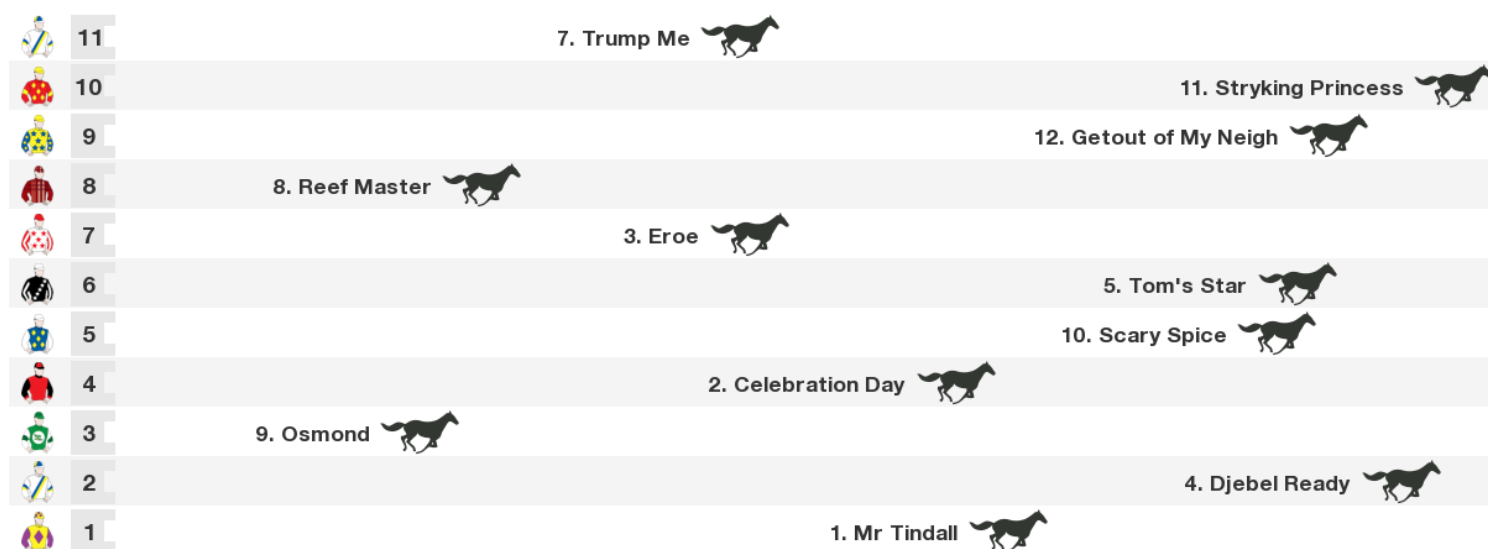 11 7. Trump Me
10 11. Stryking Princess
9 12. Getout of My Neigh
8 8. Reef Master
7 3. Eroe
6 5. Tom's Star
5 10. Scary Spice
4 2. Celebration Day
3 9. Osmond
2 4. Djebel Ready
1 1. Mr Tindall